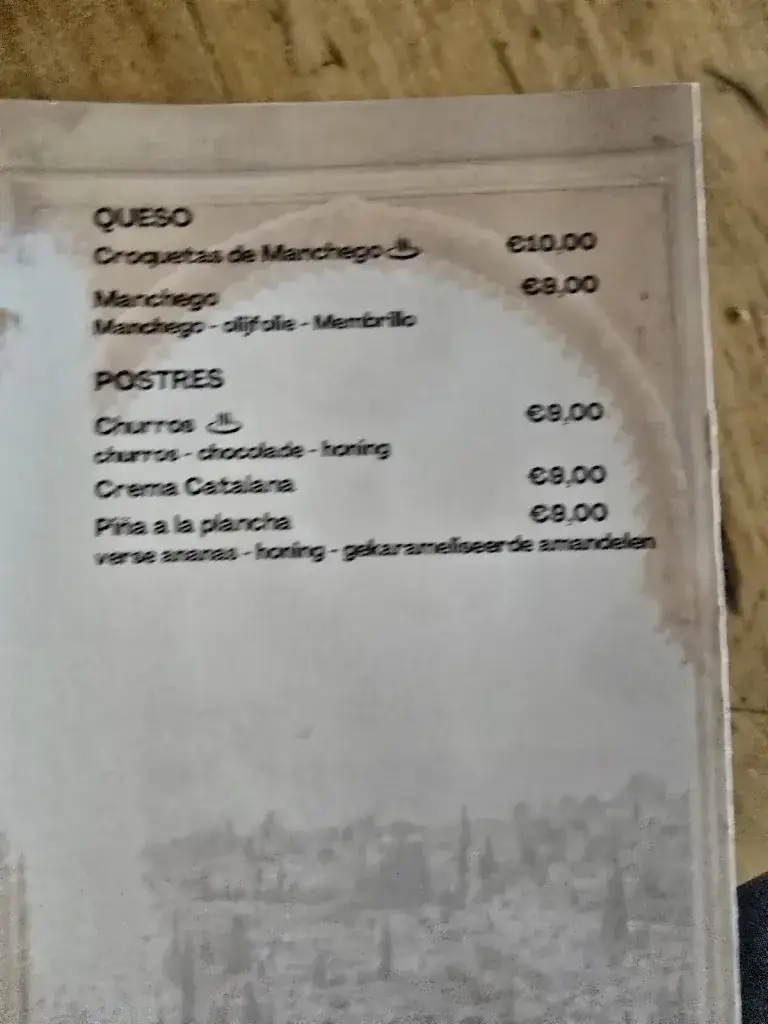 QUESO
Croquetas de Manchego €10,00
Manchego €9,00
Manchego - olijfolie - Membrillo
POSTRES
Churros €9,00
churros - chocolade - honing
Crema Catalana €9,00
Piña a la plancha €9,00
verse ananas - honing - gekarameliseerde amandelen